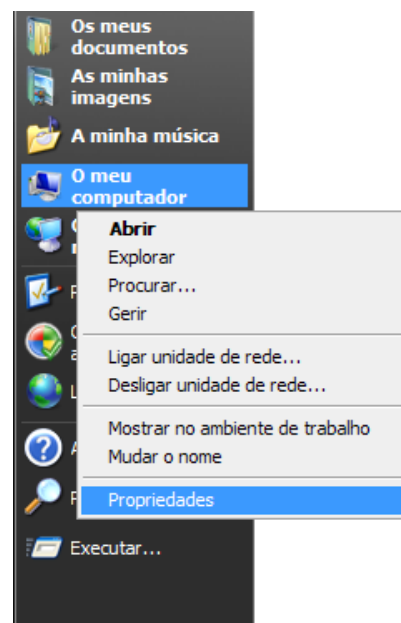 Os meus
documentos
As minhas
imagens
A minha música
O meu
computador
Abrir
Explorar
Procurar...
Gerir
Ligar unidade de rede...
Desligar unidade de rede...
Mostrar no ambiente de trabalho
Mudar o nome
Propriedades
Executar...